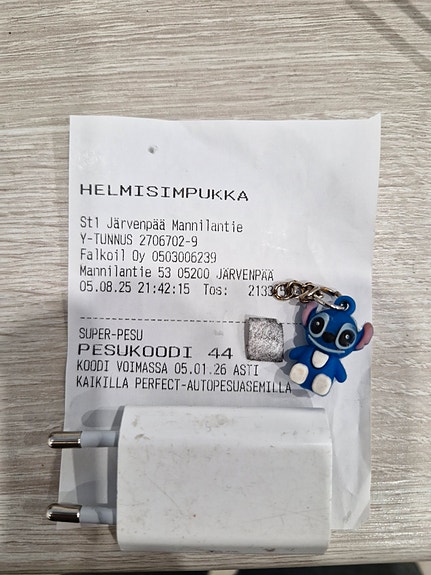 HELMISIMPUKKA
St1 Järvenpää Mannilantie
Y-TUNNUS 2706702-9
Falkoil Oy 0503006239
Mannilantie 53 05200 JÄRVENPÄÄ
05.08.25 21:42:15 Tos:
SUPER-PESU
PESUKOODI 44
KOODI VOIMASSA 05.01.26 ASTI
KAIKILLA PERFECT-AUTOPESUASEMILLA